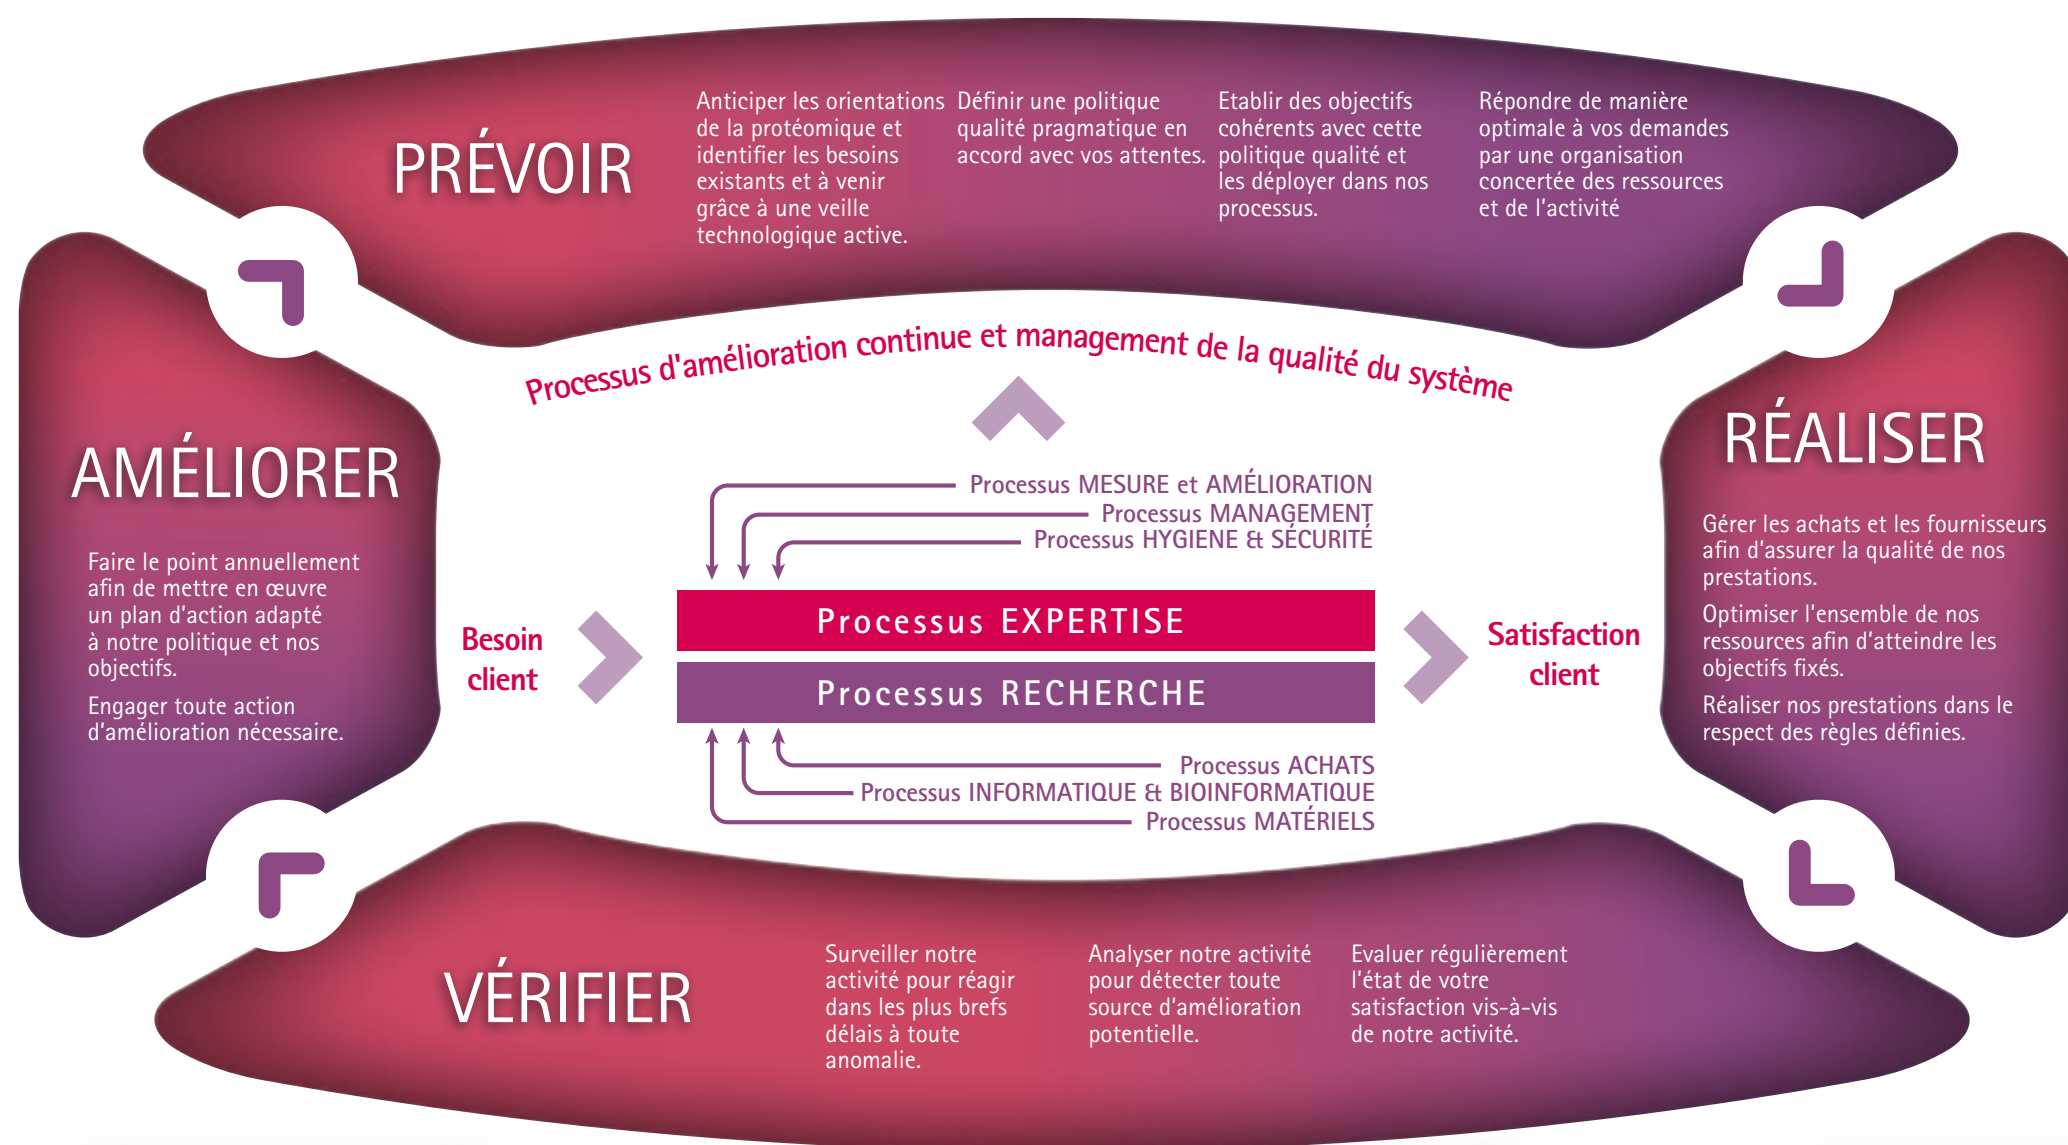 PRÉVOIR
Anticiper les orientations
de la protéomique et
identifier les besoins
existants et à venir
grâce à une veille
technologique active.
Définir une politique
qualité pragmatique en
accord avec vos attentes.
Etablir des objectifs
cohérents avec cette
politique qualité et
les déployer dans nos
processus.
Répondre de manière
optimale à vos demandes
par une organisation
concertée des ressources
et de l'activité
Processus d'amélioration continue et management de la qualité du système
AMÉLIORER
Faire le point annuellement
afin de mettre en œuvre
un plan d'action adapté
à notre politique et nos
objectifs.
Engager toute action
d'amélioration nécessaire.
Besoin
client
Processus MESURE et AMÉLIORATION
Processus MANAGEMENT
Processus HYGIENE & SÉCURITÉ
Processus EXPERTISE
Processus RECHERCHE
Processus ACHATS
Processus INFORMATIQUE & BIOINFORMATIQUE
Processus MATÉRIELS
Satisfaction
client
RÉALISER
Gérer les achats et les fournisseurs
afin d'assurer la qualité de nos
prestations.
Optimiser l'ensemble de nos
ressources afin d'atteindre les
objectifs fixés.
Réaliser nos prestations dans le
respect des règles définies.
VÉRIFIER
Surveiller notre
activité pour réagir
dans les plus brefs
délais à toute
anomalie.
Analyser notre activité
pour détecter toute
source d'amélioration
potentielle.
Evaluer régulièrement
l'état de votre
satisfaction vis-à-vis
de notre activité.